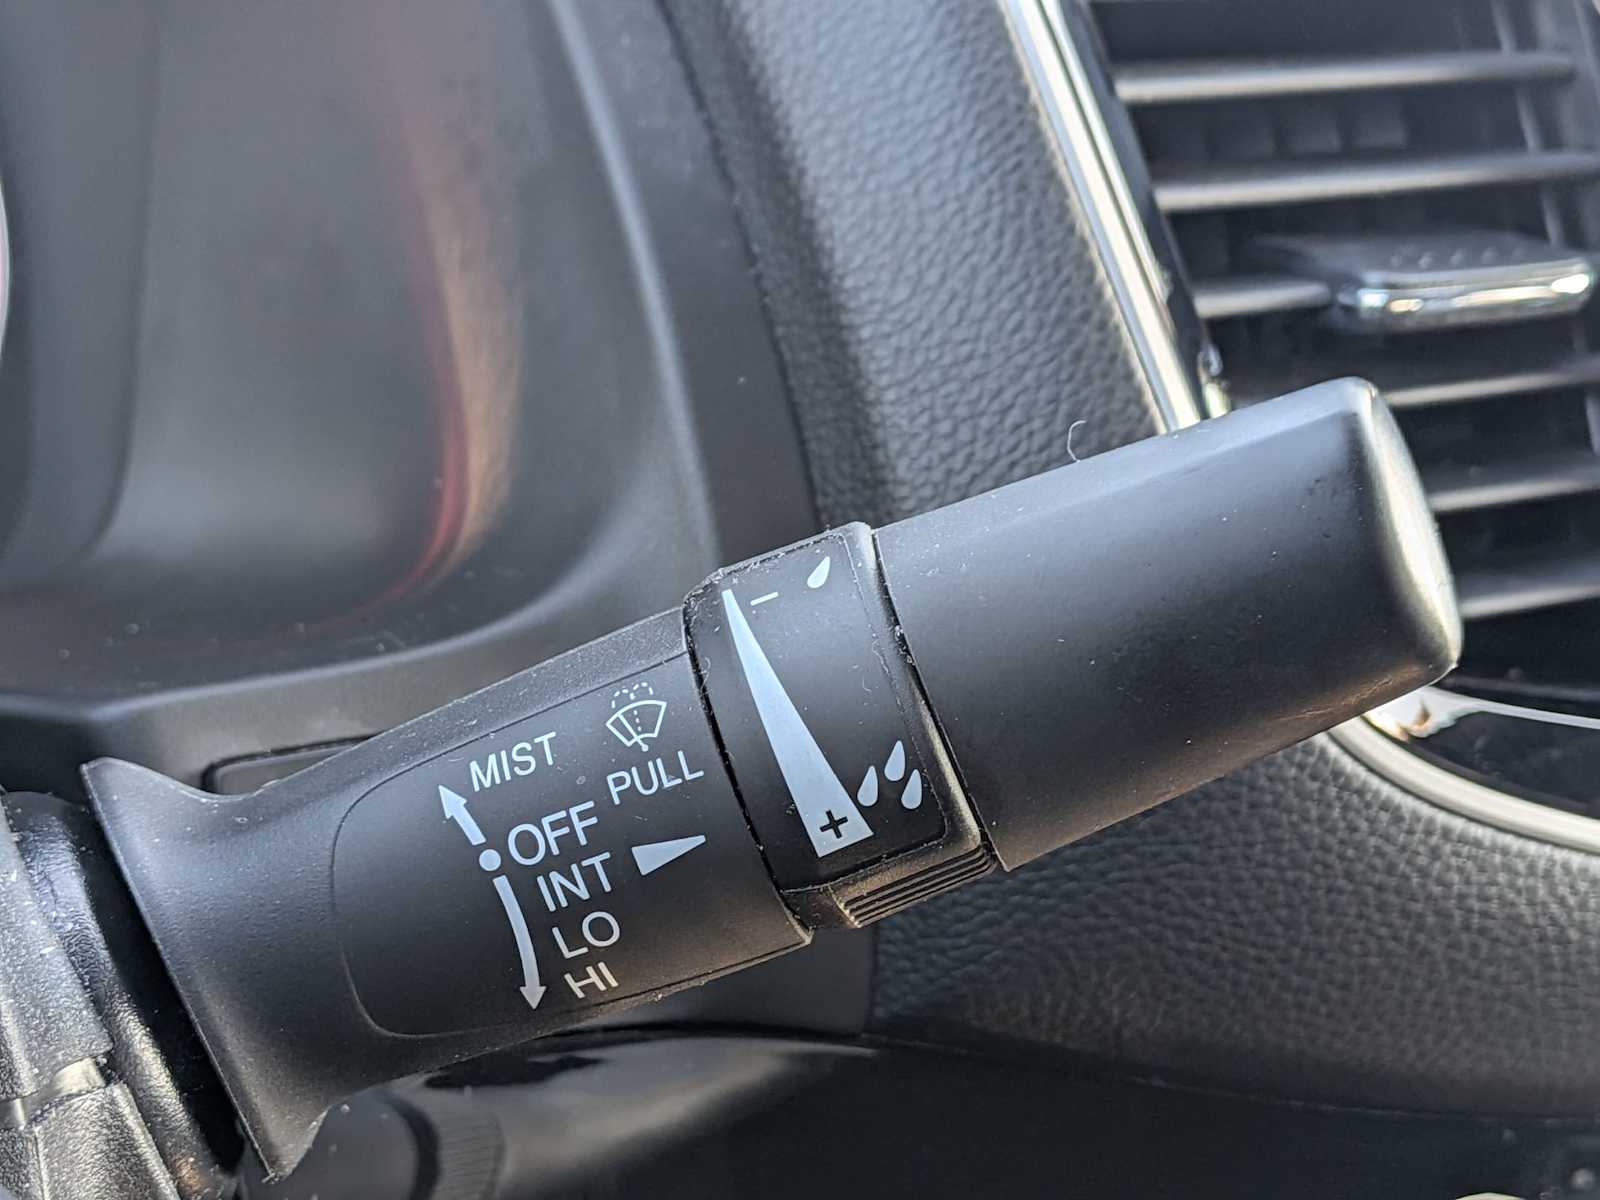 MIST
PULL
OFF
INT
LO
HI
−
+